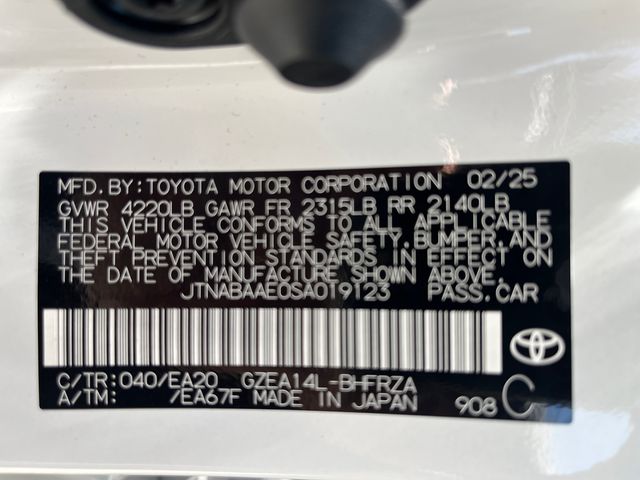 MFD. BY: TOYOTA MOTOR CORPORATION 02/25
GVWR 4220LB GAWR FR 2315LB RR 2140LB
THIS VEHICLE CONFORMS TO ALL APPLICABLE
FEDERAL MOTOR VEHICLE SAFETY, BUMPER, AND
THEFT PREVENTION STANDARDS IN EFFECT ON
THE DATE OF MANUFACTURE SHOWN ABOVE.
JTNABAAE0SA019123 PASS.CAR
C/TR: 040/EA20 GZEA14L-BHFRZA
A/TM: /EA67F MADE IN JAPAN 908 C